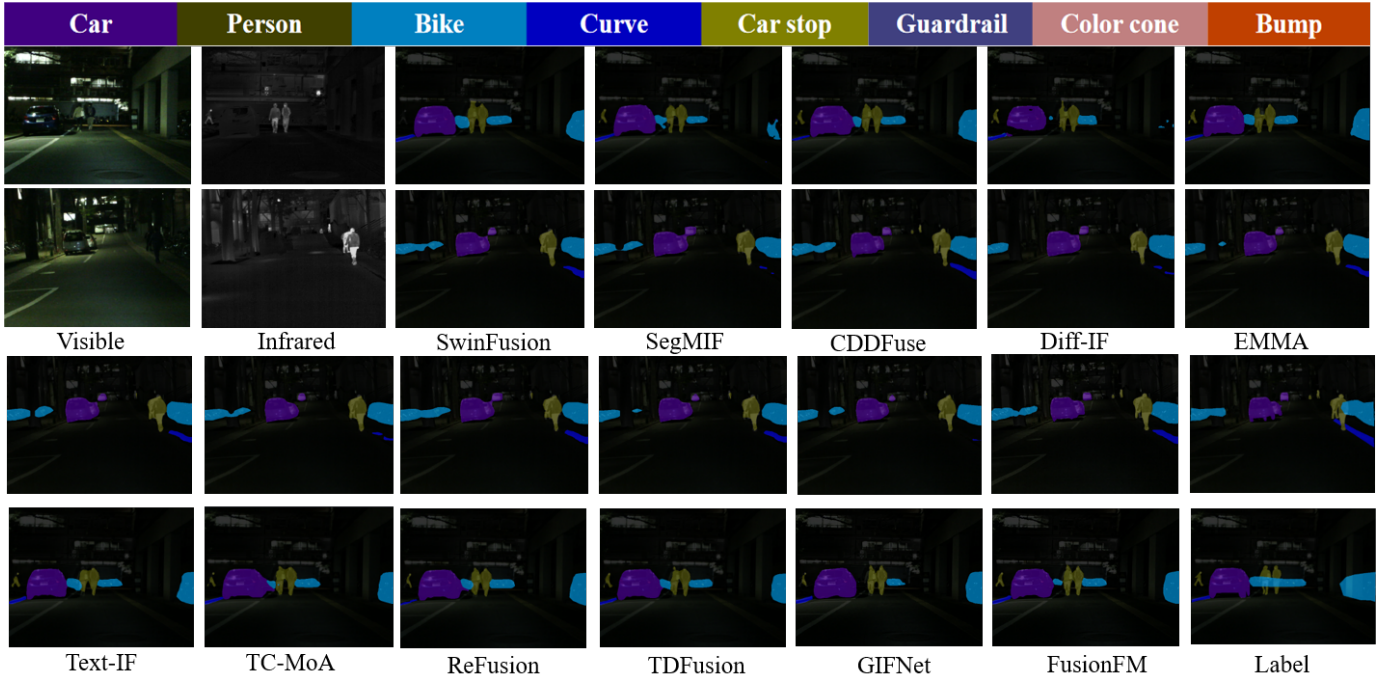 Car Person Bike Curve Car stop Guardrail Color cone Bump
Visible Infrared SwinFusion SegMIF CDDFuse Diff-IF EMMA
Text-IF TC-MoA ReFusion TDFusion GIFNet FusionFM Label